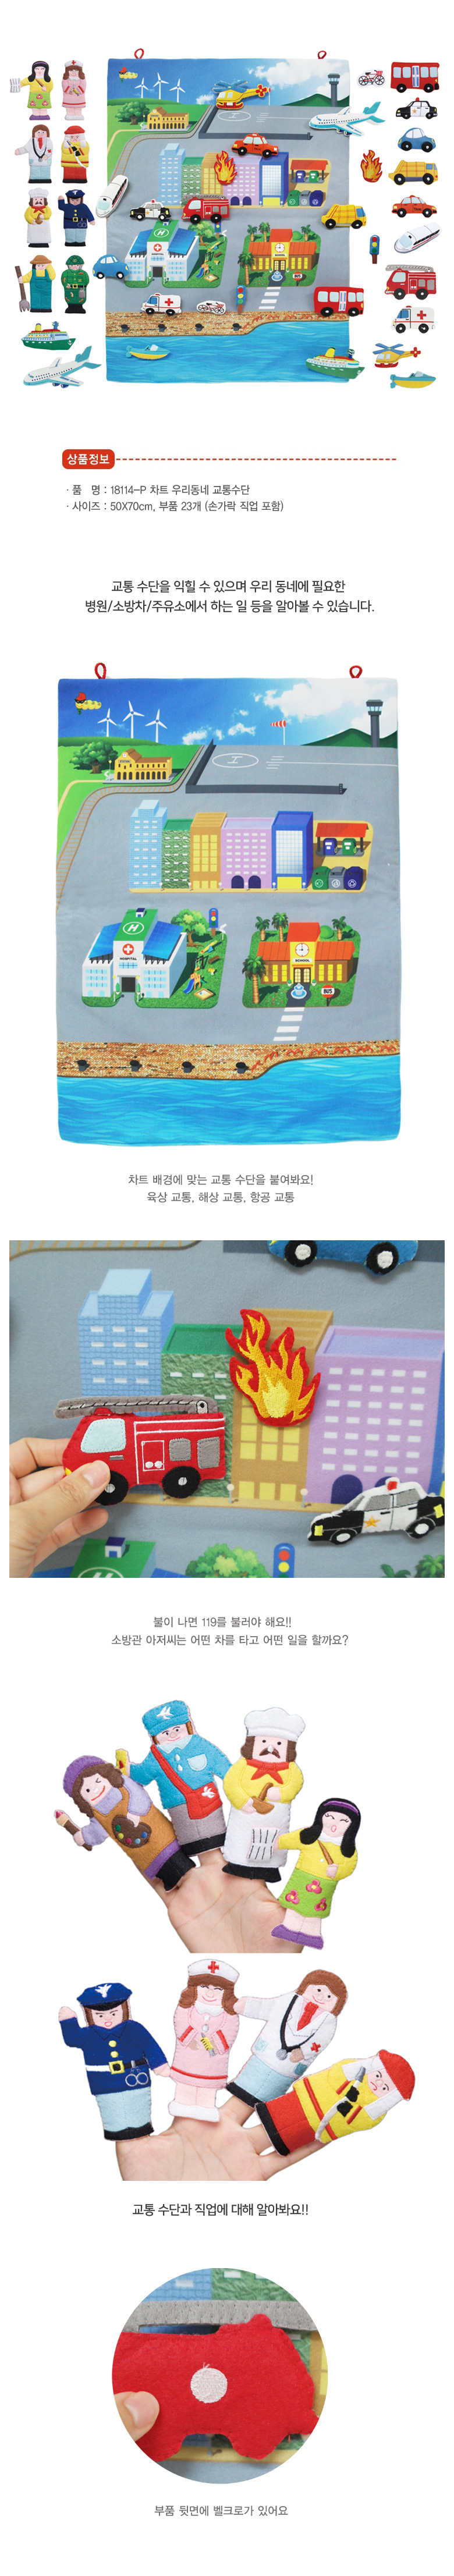 상품정보
· 품 명 : 18114-P 차트 우리동네 교통수단
· 사이즈 : 50X70cm, 부품 23개 (손가락 직업 포함)
교통 수단을 익힐 수 있으며 우리 동네에 필요한
병원/소방차/주유소에서 하는 일 등을 알아볼 수 있습니다.
H
HOSPITAL
SCHOOL
BUS
차트 배경에 맞는 교통 수단을 붙여봐요!
육상 교통, 해상 교통, 항공 교통
불이 나면 119를 불러야 해요!!
소방관 아저씨는 어떤 차를 타고 어떤 일을 할까요?
교통 수단과 직업에 대해 알아봐요!!
부품 뒷면에 벨크로가 있어요